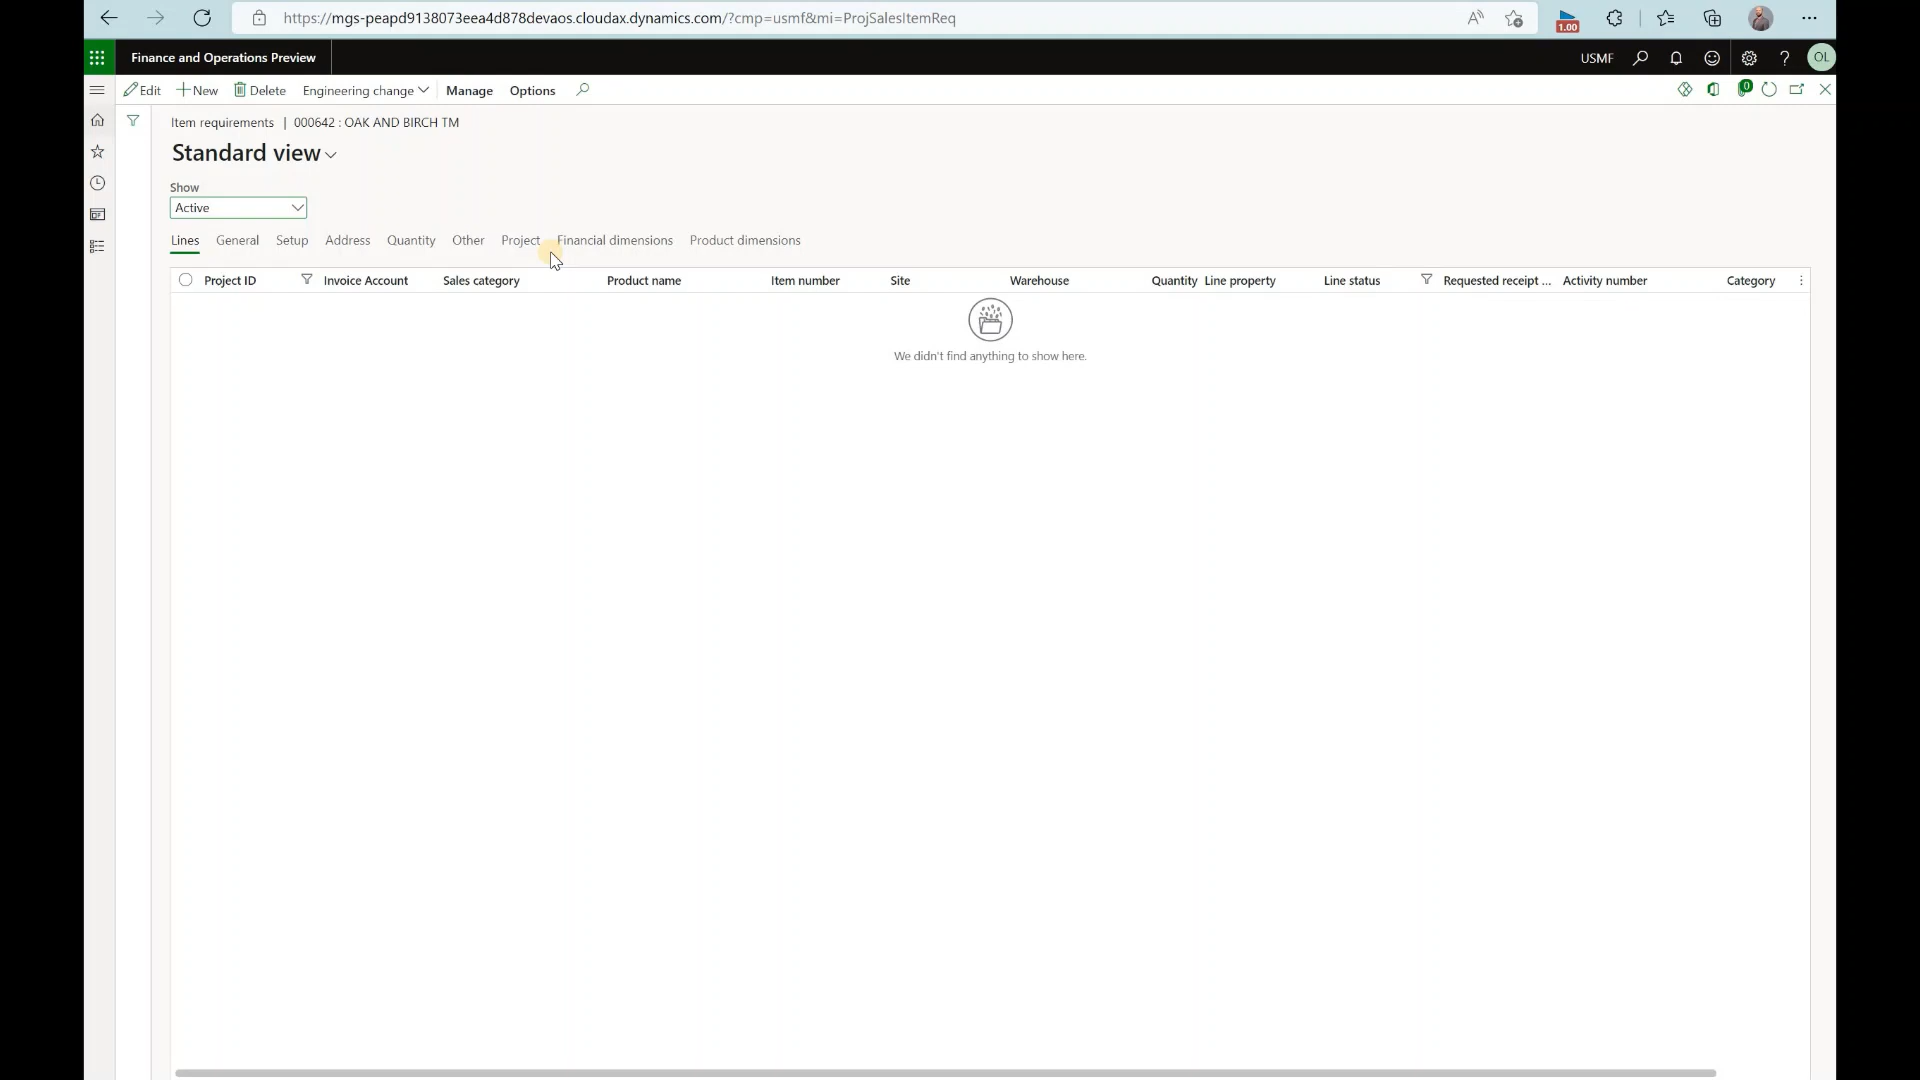 https://mgs-peapd9138073eea4d878devaos.cloudax.dynamics.com/?cmp=usmf&mi=ProjSalesItemReq
1.00
Finance and Operations Preview
USMF
OL
Edit New Delete Engineering change Manage Options
0
Item requirements | 000642 : OAK AND BIRCH TM
Standard view
Show
Active
Lines General Setup Address Quantity Other Project Financial dimensions Product dimensions
Project ID Invoice Account Sales category Product name Item number Site Warehouse Quantity Line property Line status Requested receipt ... Activity number Category
We didn't find anything to show here.